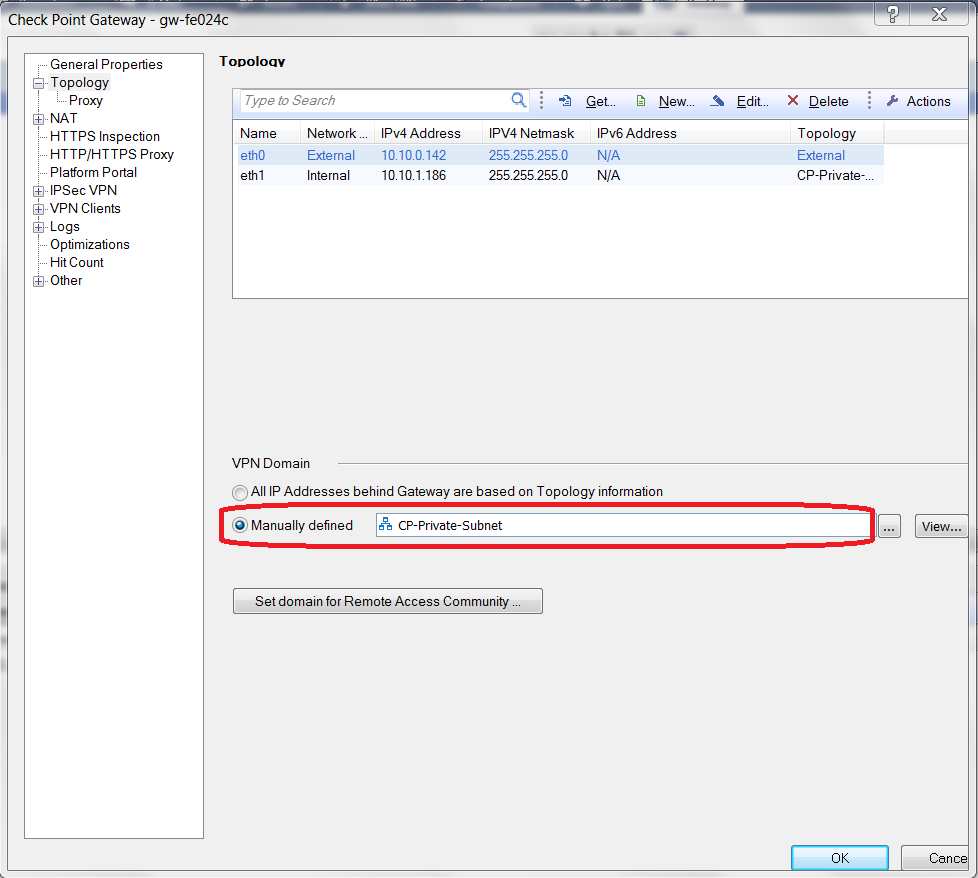 Check Point Gateway - gw-fe024c
General Properties
Topology
Proxy
NAT
HTTPS Inspection
HTTP/HTTPS Proxy
Platform Portal
IPSec VPN
VPN Clients
Logs
Optimizations
Hit Count
Other
Topology
Type to Search Get... New... Edit... Delete Actions
Name Network ... IPv4 Address IPV4 Netmask IPv6 Address Topology
eth0 External 10.10.0.142 255.255.255.0 N/A External
eth1 Internal 10.10.1.186 255.255.255.0 N/A CP-Private-...
VPN Domain
All IP Addresses behind Gateway are based on Topology information
Manually defined CP-Private-Subnet ... View...
Set domain for Remote Access Community ...
OK Cance